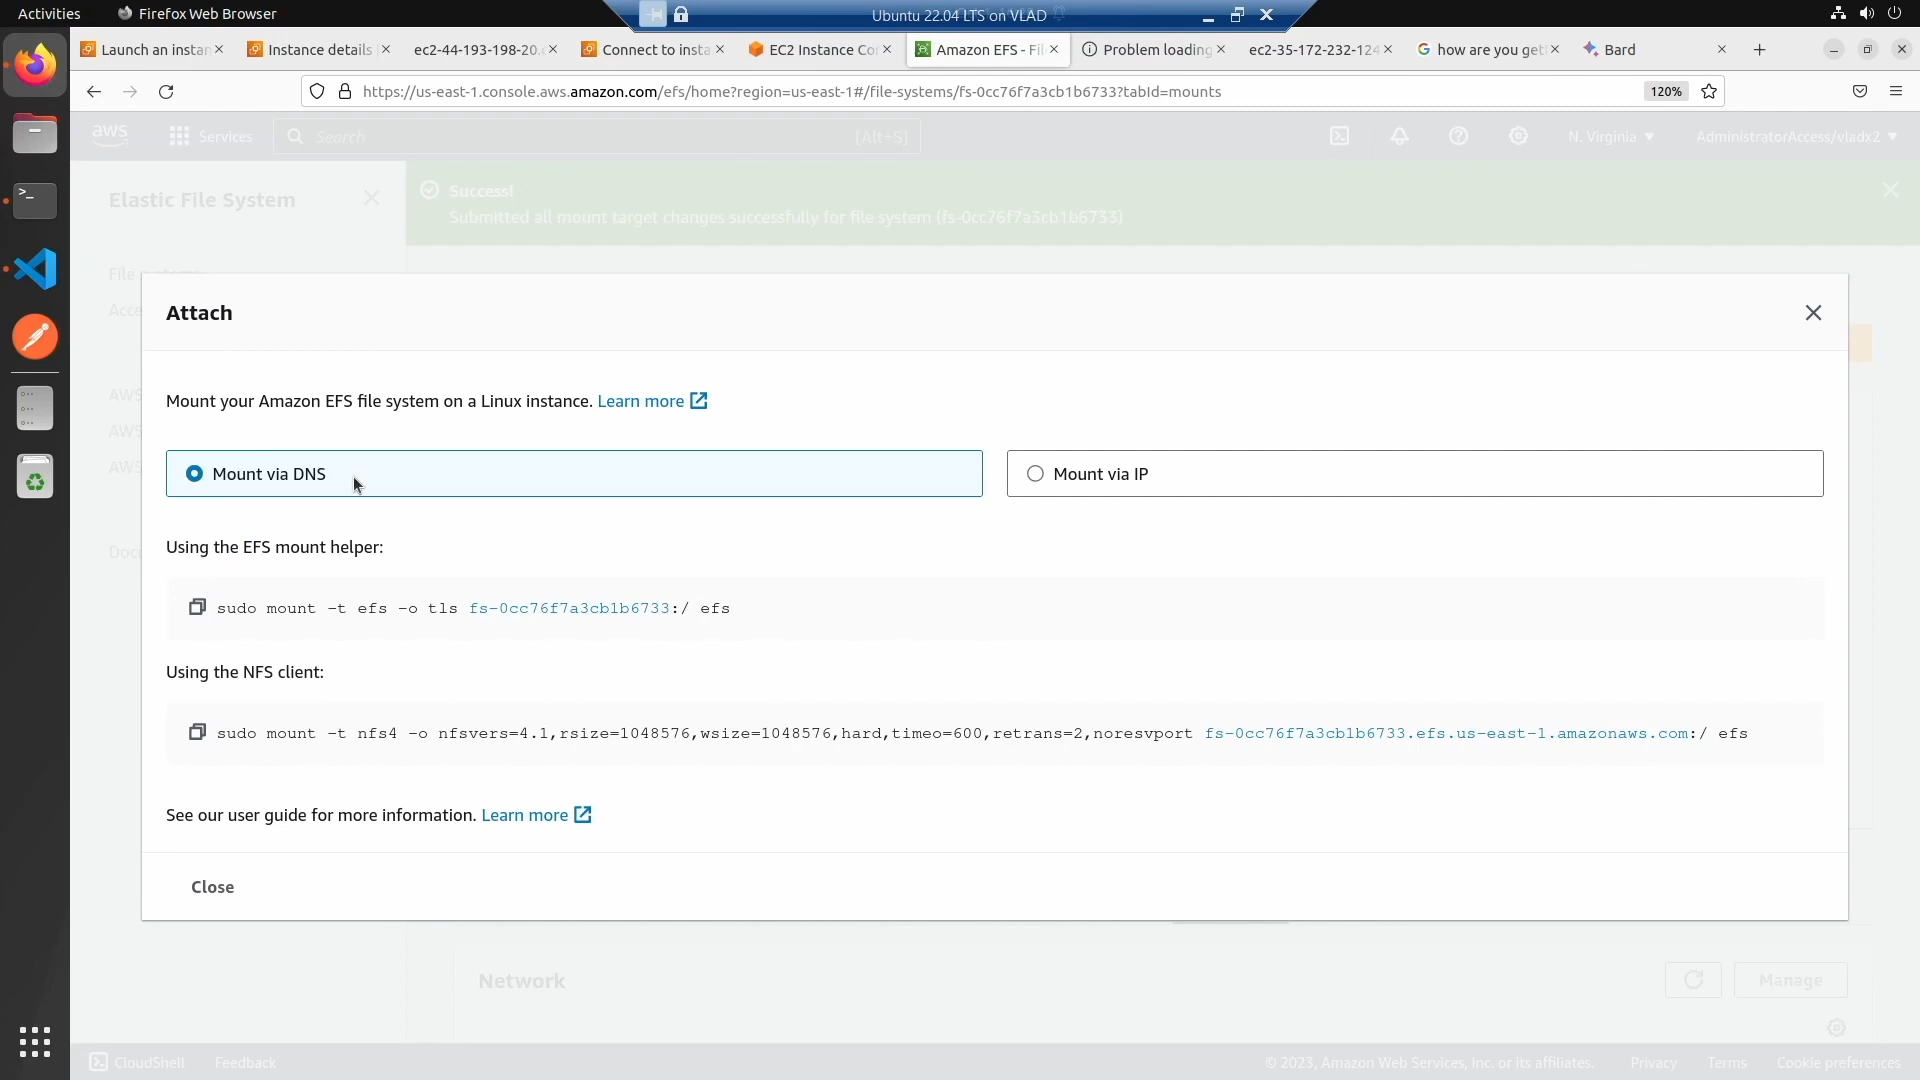 Activities
Firefox Web Browser
Ubuntu 22.04 LTS on VLAD
Launch an instan
Instance details
ec2-44-193-198-20.
Connect to insta
EC2 Instance Co
Amazon EFS - Fil
Problem loading
ec2-35-172-232-124
how are you get
Bard
https://us-east-1.console.aws.amazon.com/efs/home?region=us-east-1#/file-systems/fs-0cc76f7a3cb1b6733?tabId=mounts
120%
aws
Services
Search
[Alt+S]
N. Virginia
AdministratorAccess/vladx2
Elastic File System
Success!
Submitted all mount target changes successfully for file system (fs-0cc76f7a3cb1b6733)
File
Acce
AWS
AWS
AWS
Docu
Attach
Mount your Amazon EFS file system on a Linux instance. Learn more
Mount via DNS
Mount via IP
Using the EFS mount helper:
sudo mount -t efs -o tls fs-0cc76f7a3cb1b6733:/ efs
Using the NFS client:
sudo mount -t nfs4 -o nfsvers=4.1,rsize=1048576,wsize=1048576,hard,timeo=600,retrans=2,noresvport fs-0cc76f7a3cb1b6733.efs.us-east-1.amazonaws.com:/ efs
See our user guide for more information. Learn more
Close
Network
Manage
CloudShell
Feedback
© 2023, Amazon Web Services, Inc. or its affiliates.
Privacy
Terms
Cookie preferences